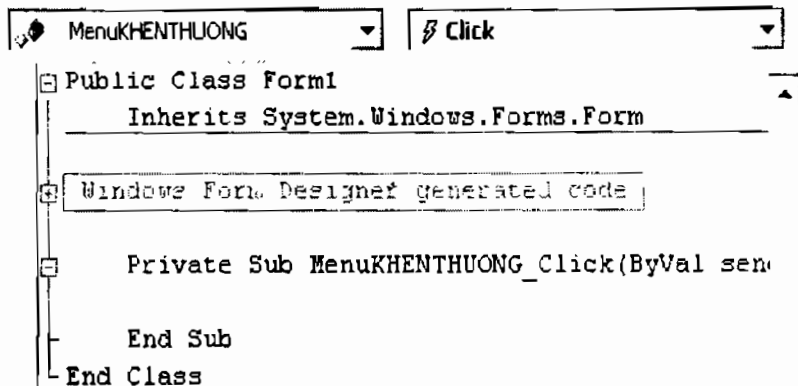 MenuKHENTHUONG Click
Public Class Form1
Inherits System.Windows.Forms.Form
Windows Form Designer generated code
Private Sub MenuKHENTHUONG_Click(ByVal sen
End Sub
End Class